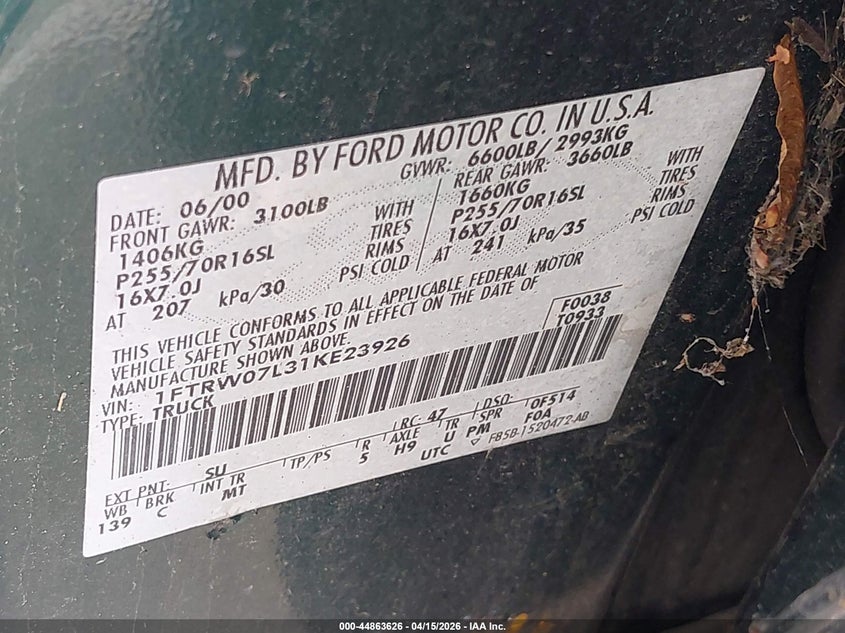 MFD. BY FORD MOTOR CO. IN U.S.A.
DATE: 06/00 GVWR: 6600LB/ 2993KG
FRONT GAWR: 3100LB REAR GAWR: 3660LB
1406KG WITH 1660KG WITH
P255/70R16SL TIRES P255/70R16SL TIRES
16X7.0J RIMS 16X7.0J RIMS
AT 207 kPa/30 PSI COLD AT 241 kPa/35 PSI COLD
THIS VEHICLE CONFORMS TO ALL APPLICABLE FEDERAL MOTOR
VEHICLE SAFETY STANDARDS IN EFFECT ON THE DATE OF
MANUFACTURE SHOWN ABOVE.
VIN: 1FTRW07L31KE23926 F0038
TYPE: TRUCK T0933
EXT PNT: SU RC: 47 DSO: 0F514
WB BRK INT TR TP/PS R AXLE TR SPR
139 C MT 5 H9 U PM F0A
UTC F85B-1520472-AB
000-44863626 - 04/15/2026 - IAA Inc.